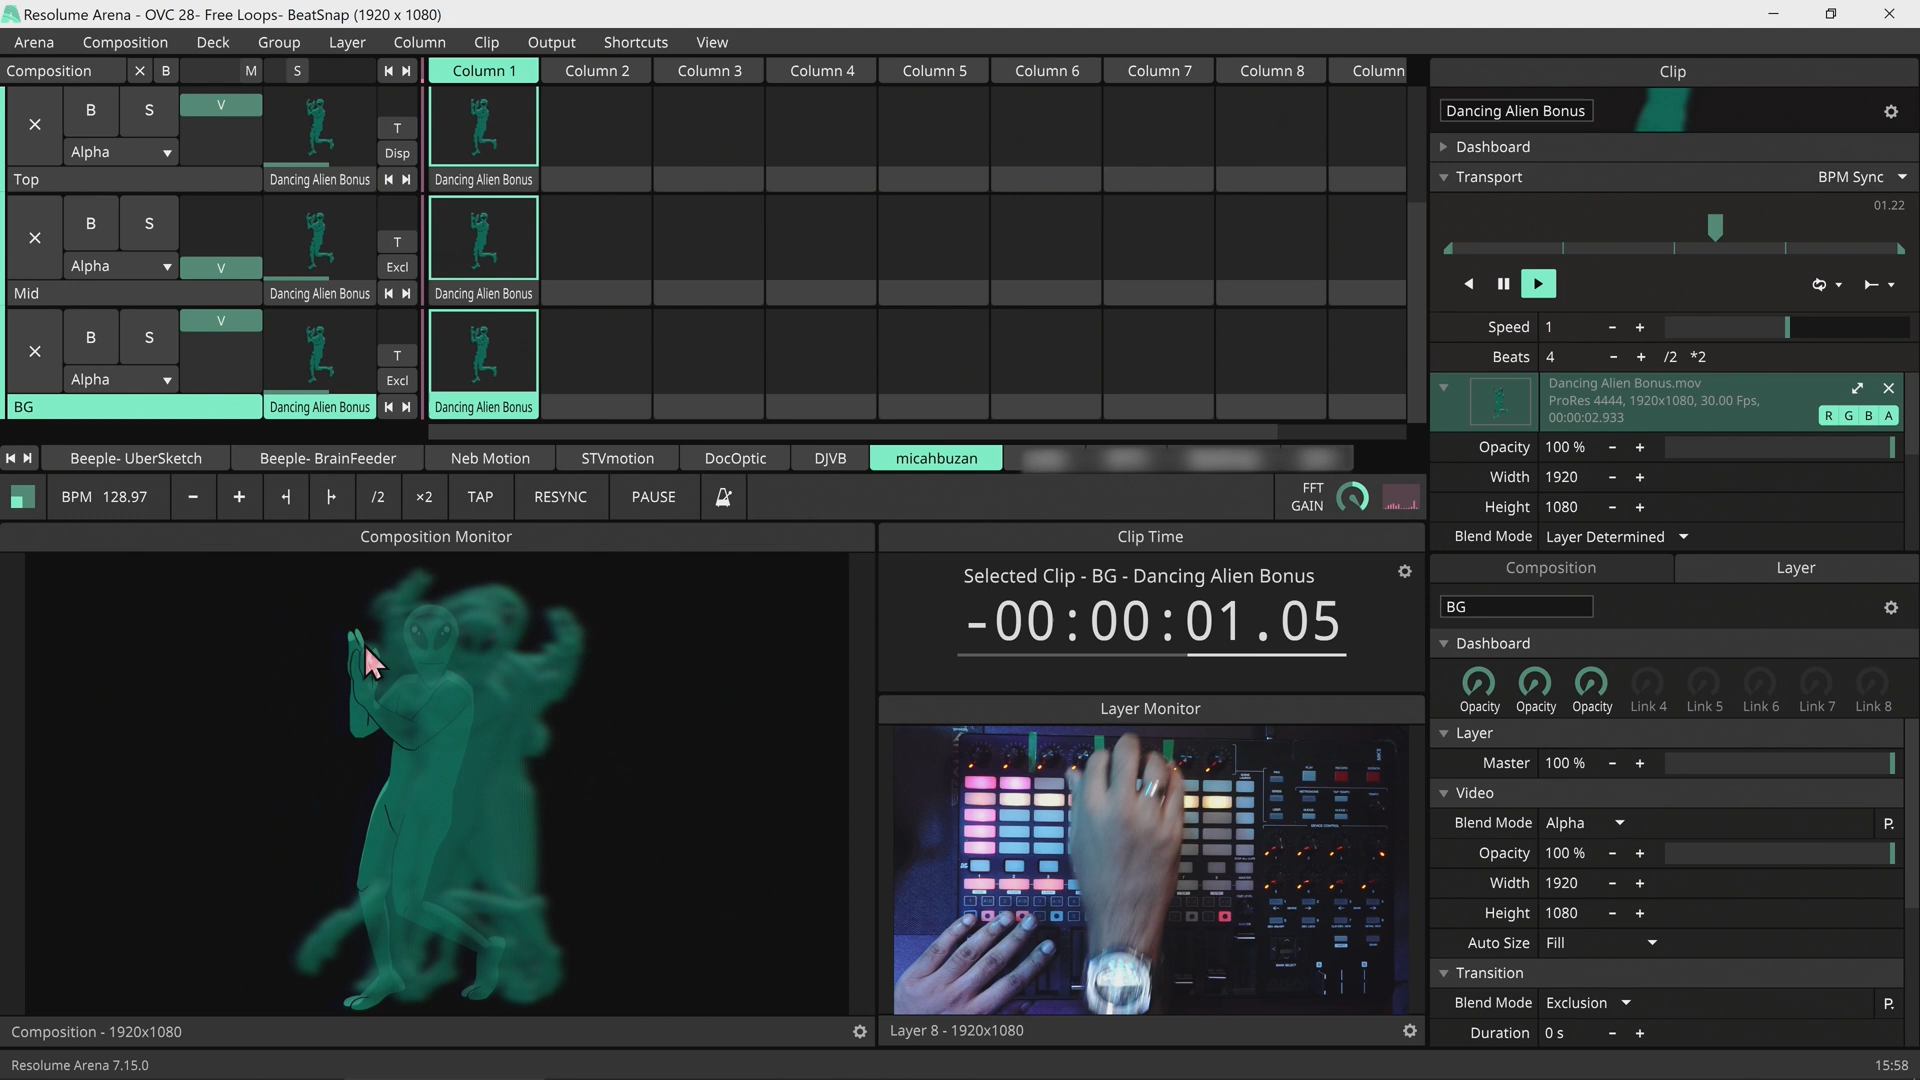 Resolume Arena - OVC 28- Free Loops- BeatSnap (1920 x 1080)
Arena Composition Deck Group Layer Column Clip Output Shortcuts View
Composition B M S Column 1 Column 2 Column 3 Column 4 Column 5 Column 6 Column 7 Column 8 Column
B S V T
Alpha Disp
Top Dancing Alien Bonus Dancing Alien Bonus
B S T
Alpha V Excl
Mid Dancing Alien Bonus Dancing Alien Bonus
V
B S T
Alpha Excl
BG Dancing Alien Bonus Dancing Alien Bonus
Beeple- UberSketch Beeple- BrainFeeder Neb Motion STVmotion DocOptic DJVB micahbuzan
BPM 128.97 - + /2 ×2 TAP RESYNC PAUSE FFT GAIN
Composition Monitor
Composition - 1920x1080
Clip Time
Selected Clip - BG - Dancing Alien Bonus
-00:00:01.05
Layer Monitor
Layer 8 - 1920x1080
Clip
Dancing Alien Bonus
Dashboard
Transport BPM Sync
01.22
Speed 1 - +
Beats 4 - + /2 *2
Dancing Alien Bonus.mov
ProRes 4444, 1920x1080, 30.00 Fps,
00:00:02.933 R G B A
Opacity 100 % - +
Width 1920 - +
Height 1080 - +
Blend Mode Layer Determined
Composition Layer
BG
Dashboard
Opacity Opacity Opacity Link 4 Link 5 Link 6 Link 7 Link 8
Layer
Master 100 % - +
Video
Blend Mode Alpha P.
Opacity 100 % - +
Width 1920 - +
Height 1080 - +
Auto Size Fill
Transition
Blend Mode Exclusion P.
Duration 0 s - +
Resolume Arena 7.15.0 15:58